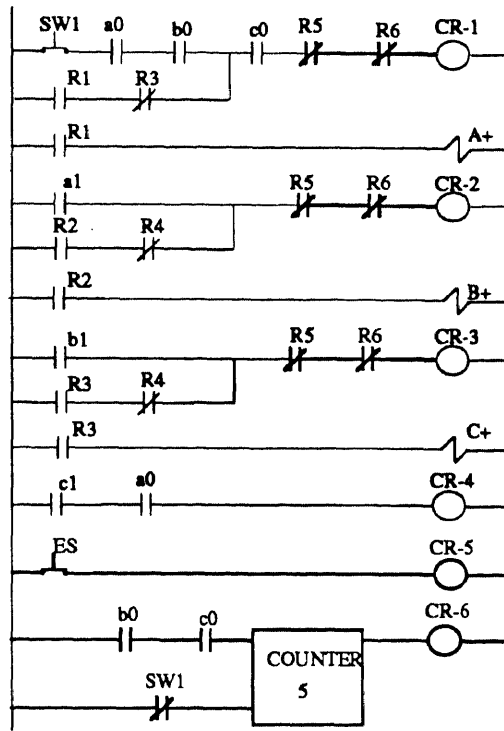 SW1 a0 b0 c0 R5 R6 CR-1
R1 R3
R1 A+
a1 R5 R6 CR-2
R2 R4
R2 B+
b1 R5 R6 CR-3
R3 R4
R3 C+
c1 a0 CR-4
ES CR-5
b0 c0 CR-6
COUNTER
SW1 5